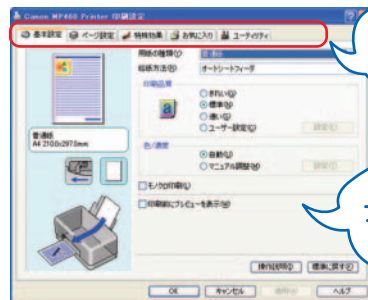 Canon MP460 Printer 印刷設定
基本設定 ページ設定 特殊効果 お気に入り ユーティリティ
用紙の種類(Y) 普通紙
給紙方法(S) オートシートフィーダ
印刷品質
きれい(G)
標準(N)
速い(V)
ユーザー設定(C) 設定(E)...
普通紙
A4 210.0x297.0mm
色/濃度
自動(U)
マニュアル調整(M) 設定(I)...
モノクロ印刷(L)
印刷前にプレビューを表示(W)
操作説明(I) 標準に戻す(F)
OK キャンセル 適用(A) ヘルプ